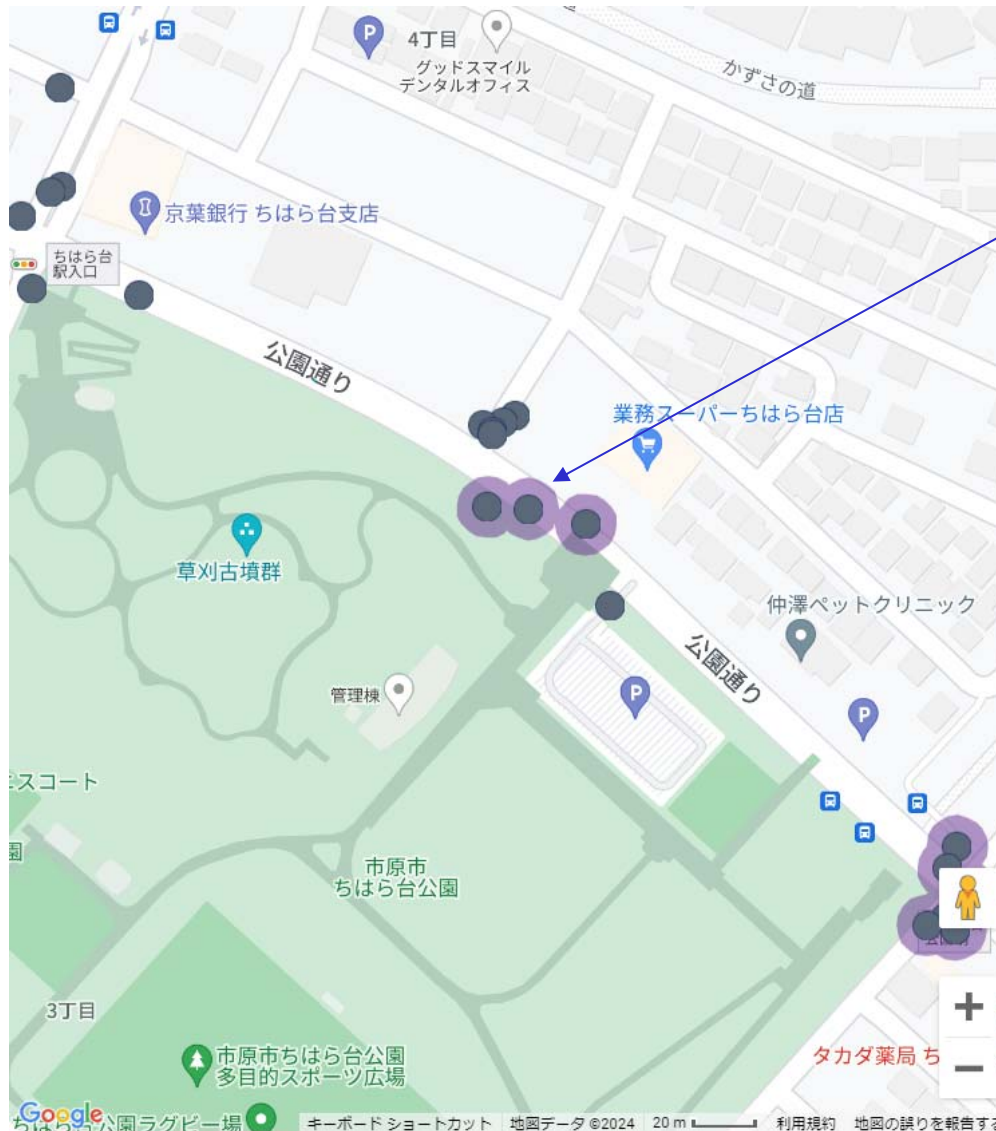 4丁目
グッドスマイル
デンタルオフィス
かずさの道
京葉銀行 ちはら台支店
ちはら台
駅入口
公園通り
業務スーパーちはら台店
草刈古墳群
仲澤ペットクリニック
公園通り
管理棟
ニスコート
園
市原市
ちはら台公園
3丁目
市原市ちはら台公園
多目的スポーツ広場
タカダ薬局 ち
ちはら台公園ラグビー場
Google
キーボード ショートカット
地図データ ©2024
20 m
利用規約
地図の誤りを報告する
P
P
P
+
−